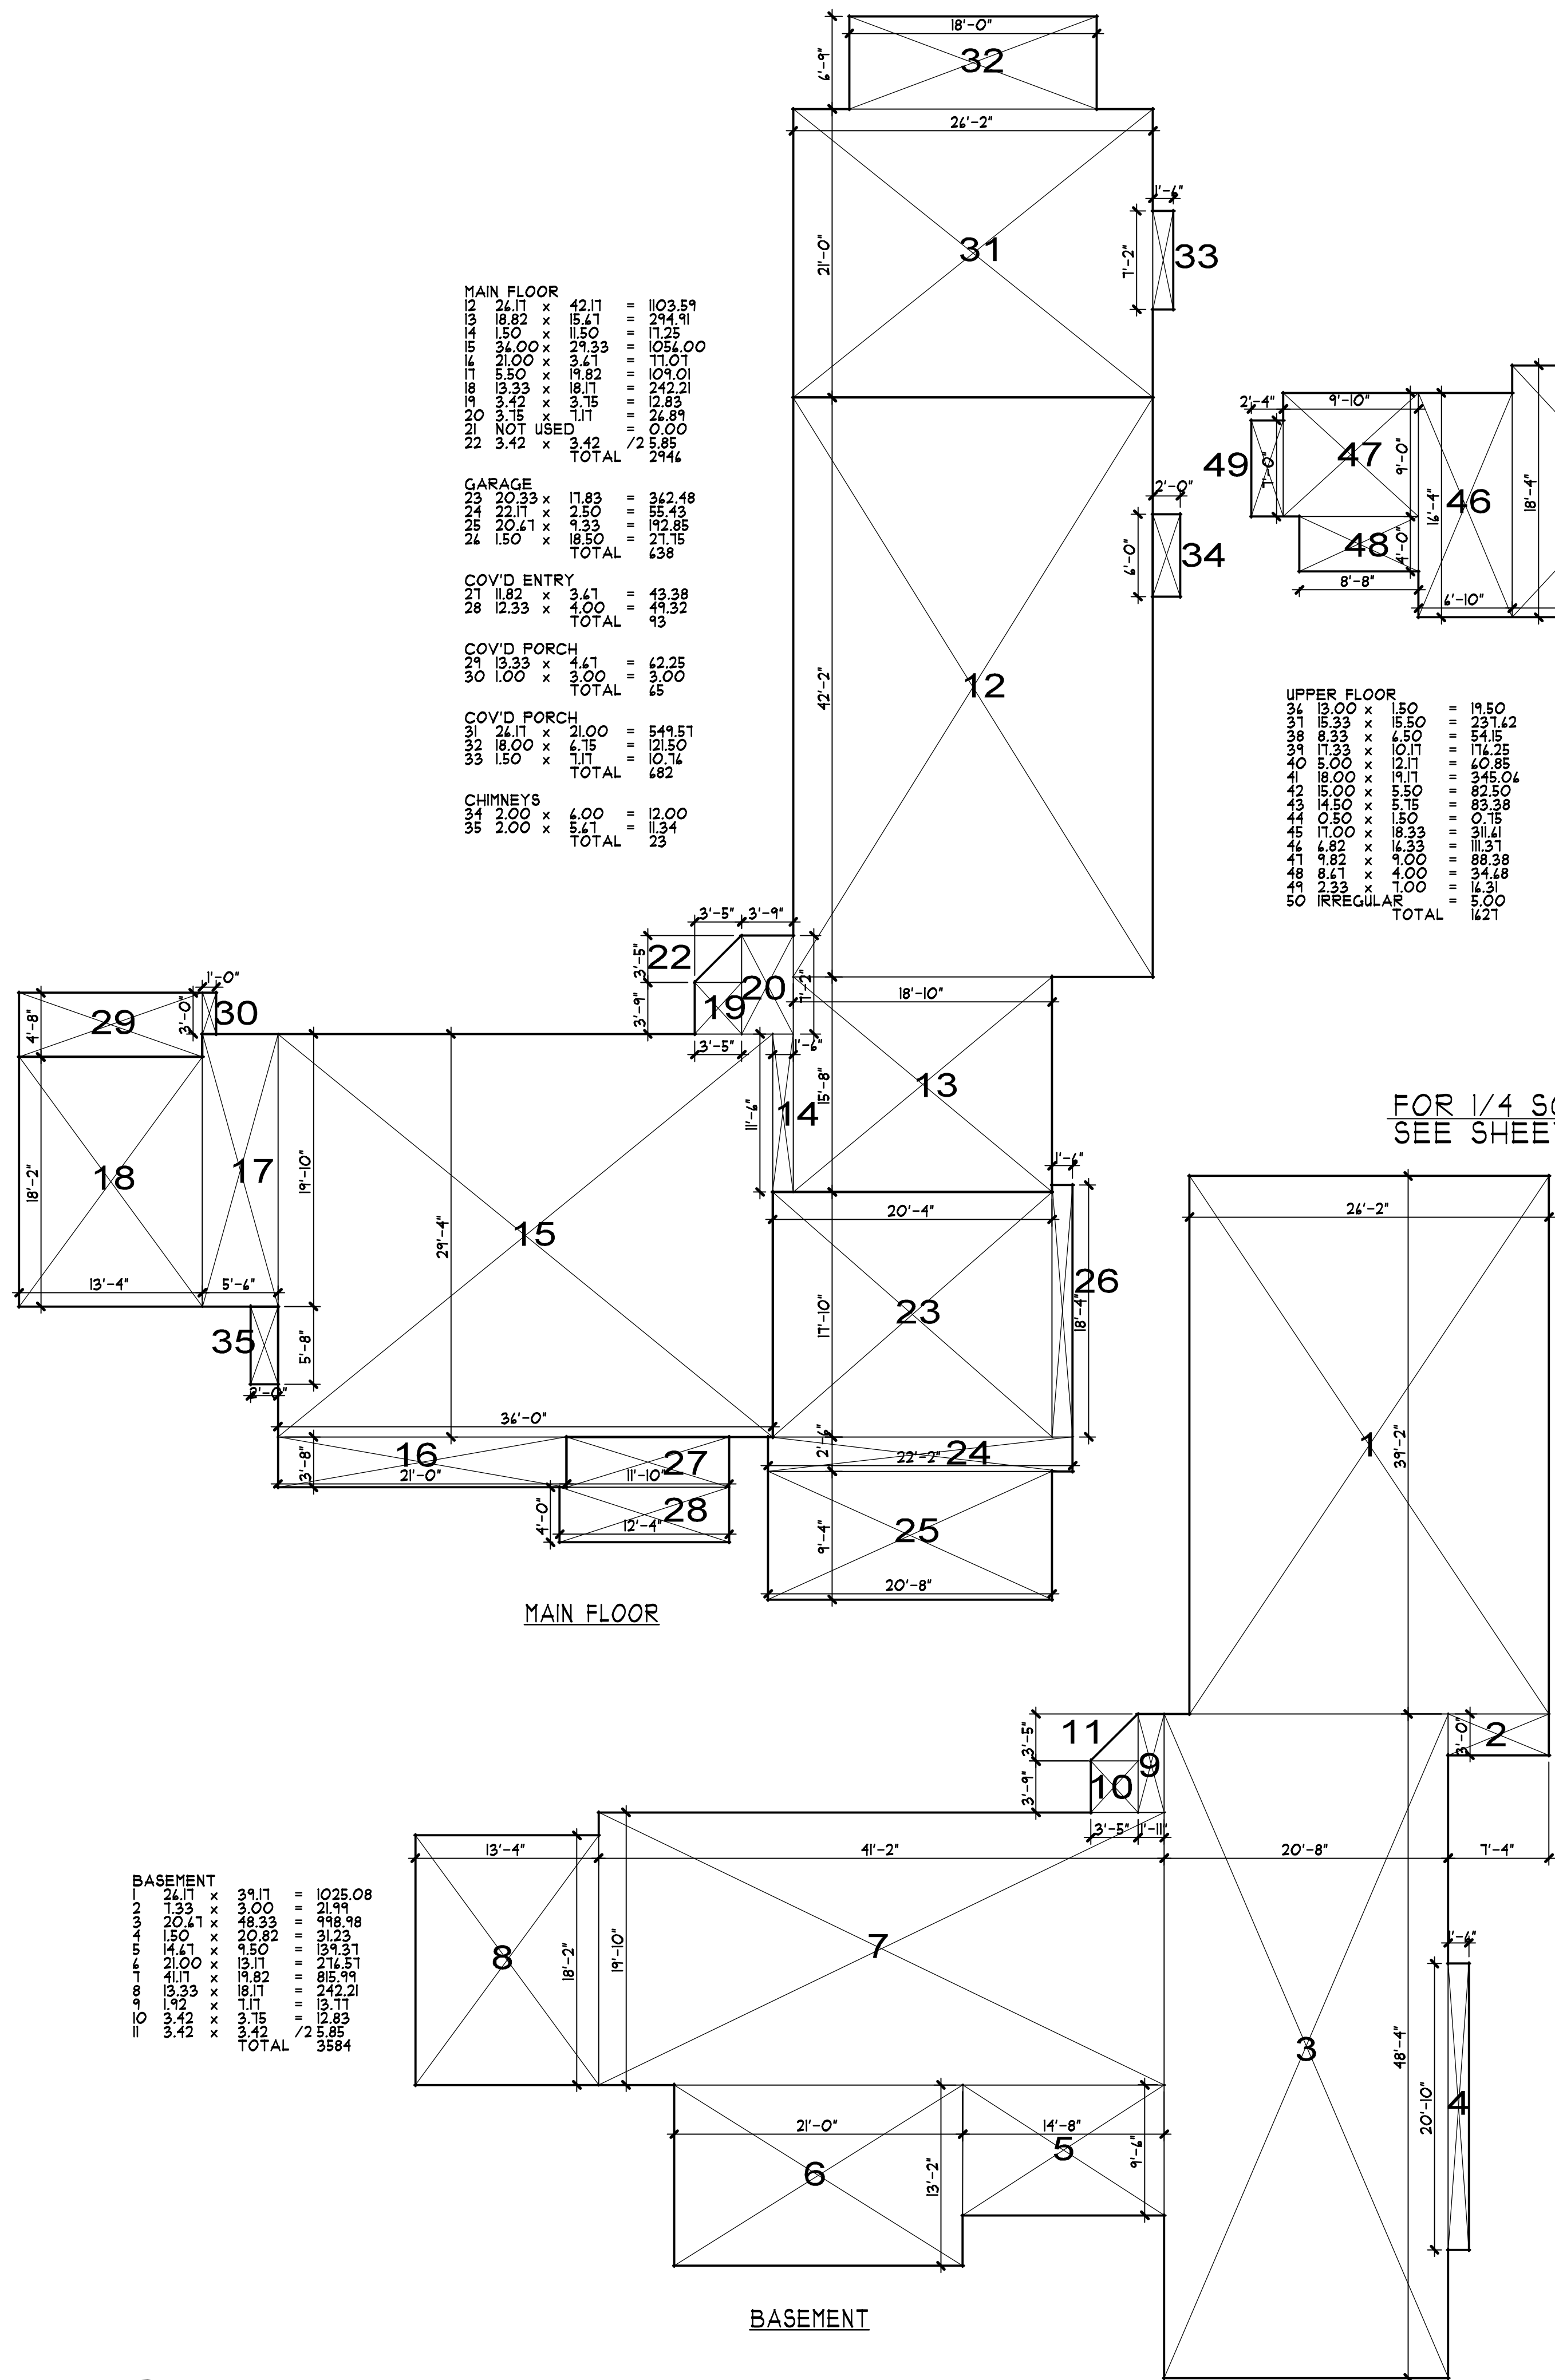 18'-0"
6'-9"
32
26'-2"
1'-6"
31
21'-0"
7'-2"
33
MAIN FLOOR
12 26.17 x 42.17 = 1103.59
13 18.82 x 15.67 = 294.91
14 1.50 x 11.50 = 17.25
15 36.00 x 29.33 = 1056.00
16 21.00 x 3.67 = 77.07
17 5.50 x 19.82 = 109.01
18 13.33 x 18.17 = 242.21
19 3.42 x 3.75 = 12.83
20 3.75 x 7.17 = 26.89
21 NOT USED = 0.00
22 3.42 x 3.42 /2 5.85
TOTAL 2946
GARAGE
23 20.33 x 17.83 = 362.48
24 22.17 x 2.50 = 55.43
25 20.67 x 9.33 = 192.85
26 1.50 x 18.50 = 27.75
TOTAL 638
COV'D ENTRY
27 11.82 x 3.67 = 43.38
28 12.33 x 4.00 = 49.32
TOTAL 93
COV'D PORCH
29 13.33 x 4.67 = 62.25
30 1.00 x 3.00 = 3.00
TOTAL 65
COV'D PORCH
31 26.17 x 21.00 = 549.57
32 18.00 x 6.75 = 121.50
33 1.50 x 7.17 = 10.76
TOTAL 682
CHIMNEYS
34 2.00 x 6.00 = 12.00
35 2.00 x 5.67 = 11.34
TOTAL 23
2'-4" 9'-10"
49 7'-0" 47 9'-0"
46
16'-4" 18'-4"
48 4'-0"
8'-8"
6'-10"
2'-0"
6'-0" 34
12
42'-2"
UPPER FLOOR
36 13.00 x 1.50 = 19.50
37 15.33 x 15.50 = 237.62
38 8.33 x 6.50 = 54.15
39 17.33 x 10.17 = 176.25
40 5.00 x 12.17 = 60.85
41 18.00 x 19.17 = 345.06
42 15.00 x 5.50 = 82.50
43 14.50 x 5.75 = 83.38
44 0.50 x 1.50 = 0.75
45 17.00 x 18.33 = 311.61
46 6.82 x 16.33 = 111.37
47 9.82 x 9.00 = 88.38
48 8.67 x 4.00 = 34.68
49 2.33 x 7.00 = 16.31
50 IRREGULAR = 5.00
TOTAL 1627
3'-5" 3'-9"
3'-5" 22
20 7'-2"
3'-9" 19
3'-5" 1'-6"
18'-10"
1'-0"
4'-8" 29 3'-0" 30
13
14 15'-8"
11'-6"
FOR 1/4 S
SEE SHEET
18'-2" 18 17 19'-10"
15
29'-4"
1'-6"
20'-4"
26
23 18'-4"
17'-10"
13'-4" 5'-6"
35 5'-8"
2'-0"
36'-0"
16 3'-8"
21'-0"
27
11'-10"
28
4'-0" 12'-4"
2'-6" 24
22'-2"
25
9'-4"
20'-8"
MAIN FLOOR
26'-2"
1
39'-2"
2 3'-0"
11 3'-5"
9
10 3'-9"
3'-5" 1'-11"
13'-4" 41'-2" 20'-8" 7'-4"
BASEMENT
1 26.17 x 39.17 = 1025.08
2 7.33 x 3.00 = 21.99
3 20.67 x 48.33 = 998.98
4 1.50 x 20.82 = 31.23
5 14.67 x 9.50 = 139.37
6 21.00 x 13.17 = 276.57
7 41.17 x 19.82 = 815.99
8 13.33 x 18.17 = 242.21
9 1.92 x 7.17 = 13.77
10 3.42 x 3.75 = 12.83
11 3.42 x 3.42 /2 5.85
TOTAL 3584
8 18'-2" 19'-10"
7
1'-6"
3
48'-4"
4
20'-10"
21'-0" 14'-8"
5 9'-6"
6 13'-2"
BASEMENT